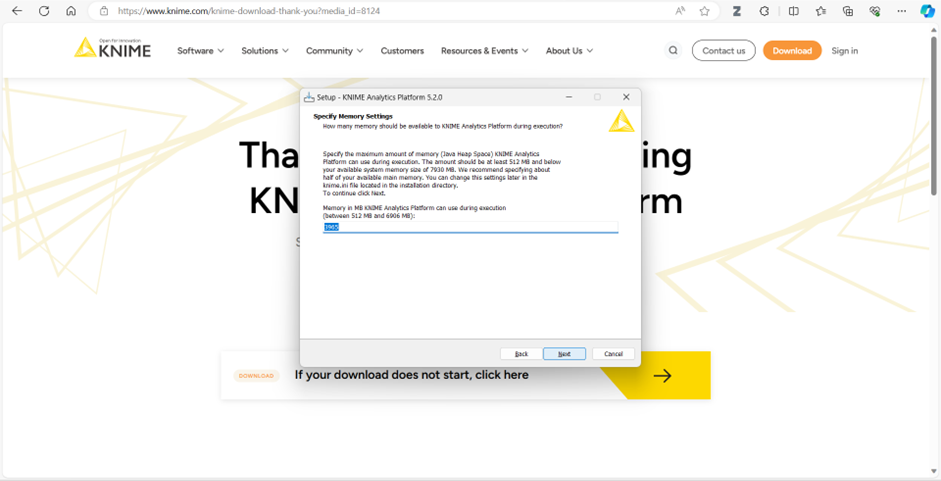 https://www.knime.com/knime-download-thank-you?media_id=8124
Open for Innovation
KNIME
Software
Solutions
Community
Customers
Resources & Events
About Us
Contact us
Download
Sign in
Setup - KNIME Analytics Platform 5.2.0
Specify Memory Settings
How many memory should be available to KNIME Analytics Platform during execution?
Specify the maximum amount of memory (Java Heap Space) KNIME Analytics
Platform can use during execution. The amount should be at least 512 MB and below
your available system memory size of 7930 MB. We recommend specifying about
half of your available main memory. You can change this settings later in the
knime.ini file located in the installation directory.
To continue click Next.
Memory in MB KNIME Analytics Platform can use during execution
(between 512 MB and 6906 MB):
3965
Back
Next
Cancel
Tha
ing
KN
rm
S
DOWNLOAD
If your download does not start, click here